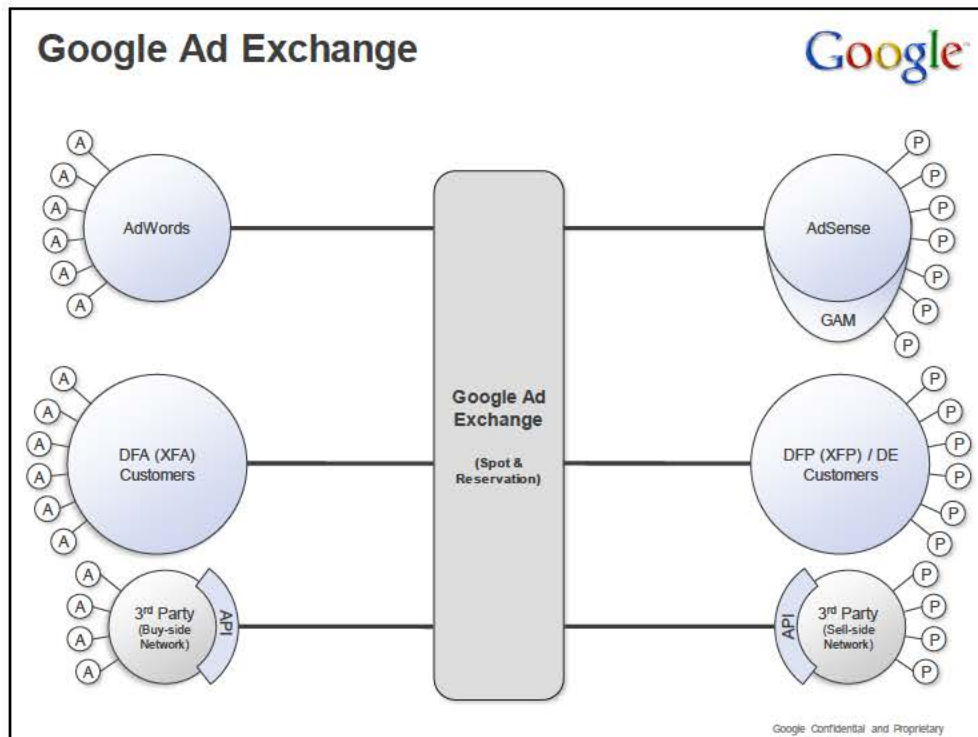 Google Ad Exchange
Google™
A
A
A
A
A
A
AdWords
AdSense
GAM
P
P
P
P
P
P
P
A
A
A
A
A
A
DFA (XFA)
Customers
Google Ad
Exchange
(Spot &
Reservation)
DFP (XFP) / DE
Customers
P
P
P
P
P
P
A
A
A
A
3rd Party
(Buy-side
Network)
API
API
3rd Party
(Sell-side
Network)
P
P
P
P
Google Confidential and Proprietary